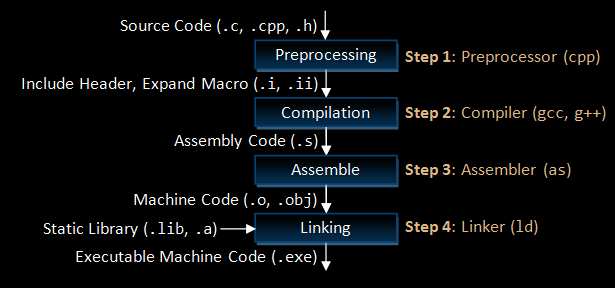 Source Code (.c, .cpp, .h)
Preprocessing Step 1: Preprocessor (cpp)
Include Header, Expand Macro (.i, .ii)
Compilation Step 2: Compiler (gcc, g++)
Assembly Code (.s)
Assemble Step 3: Assembler (as)
Machine Code (.o, .obj)
Static Library (.lib, .a) Linking Step 4: Linker (ld)
Executable Machine Code (.exe)